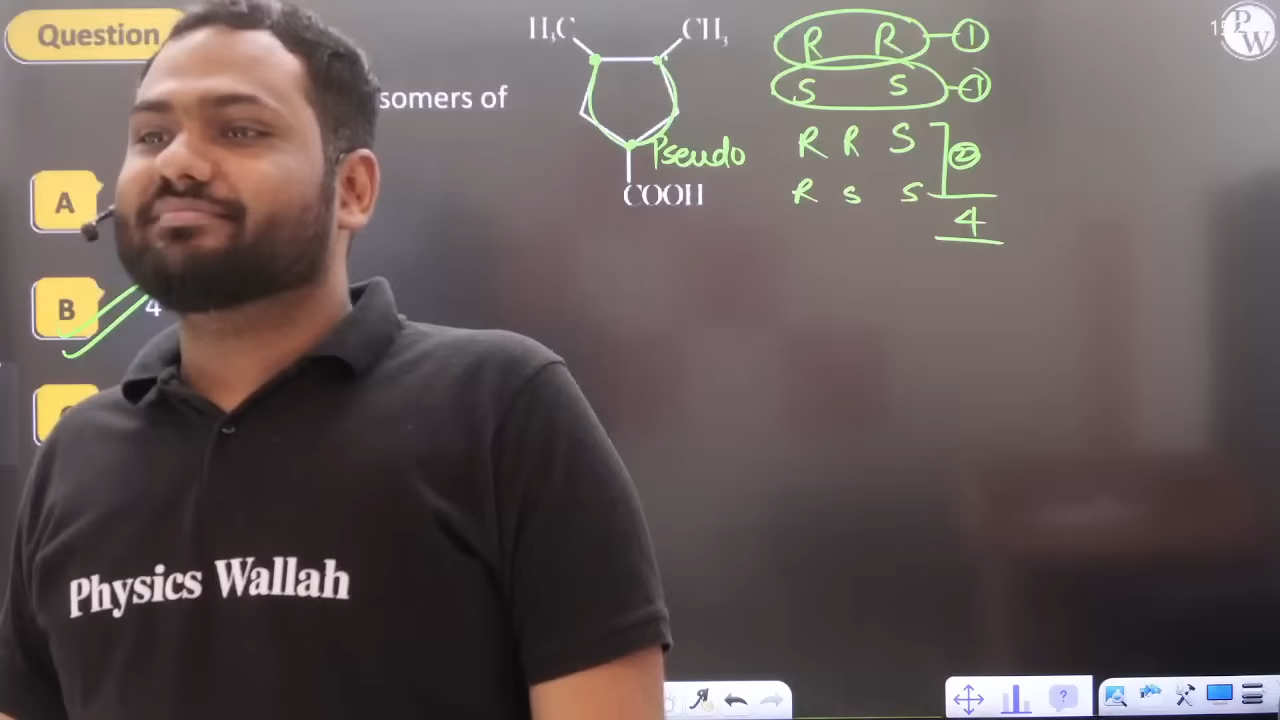 Question
somers of
H₃C CH₃
COOH
Pseudo
R R 1
S S 1
R R S
2
R S S
4
A
B 4
PW
Physics Wallah
?